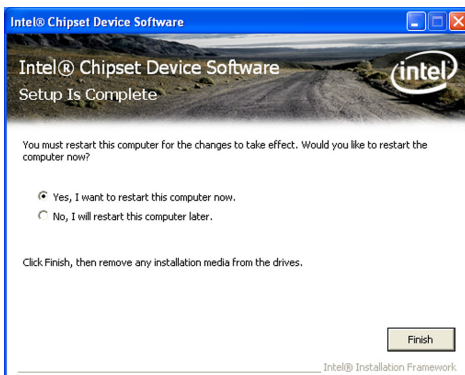 Intel® Chipset Device Software
Intel® Chipset Device Software
Setup Is Complete
intel®
You must restart this computer for the changes to take effect. Would you like to restart the
computer now?
Yes, I want to restart this computer now.
No, I will restart this computer later.
Click Finish, then remove any installation media from the drives.
Finish
Intel® Installation Framework